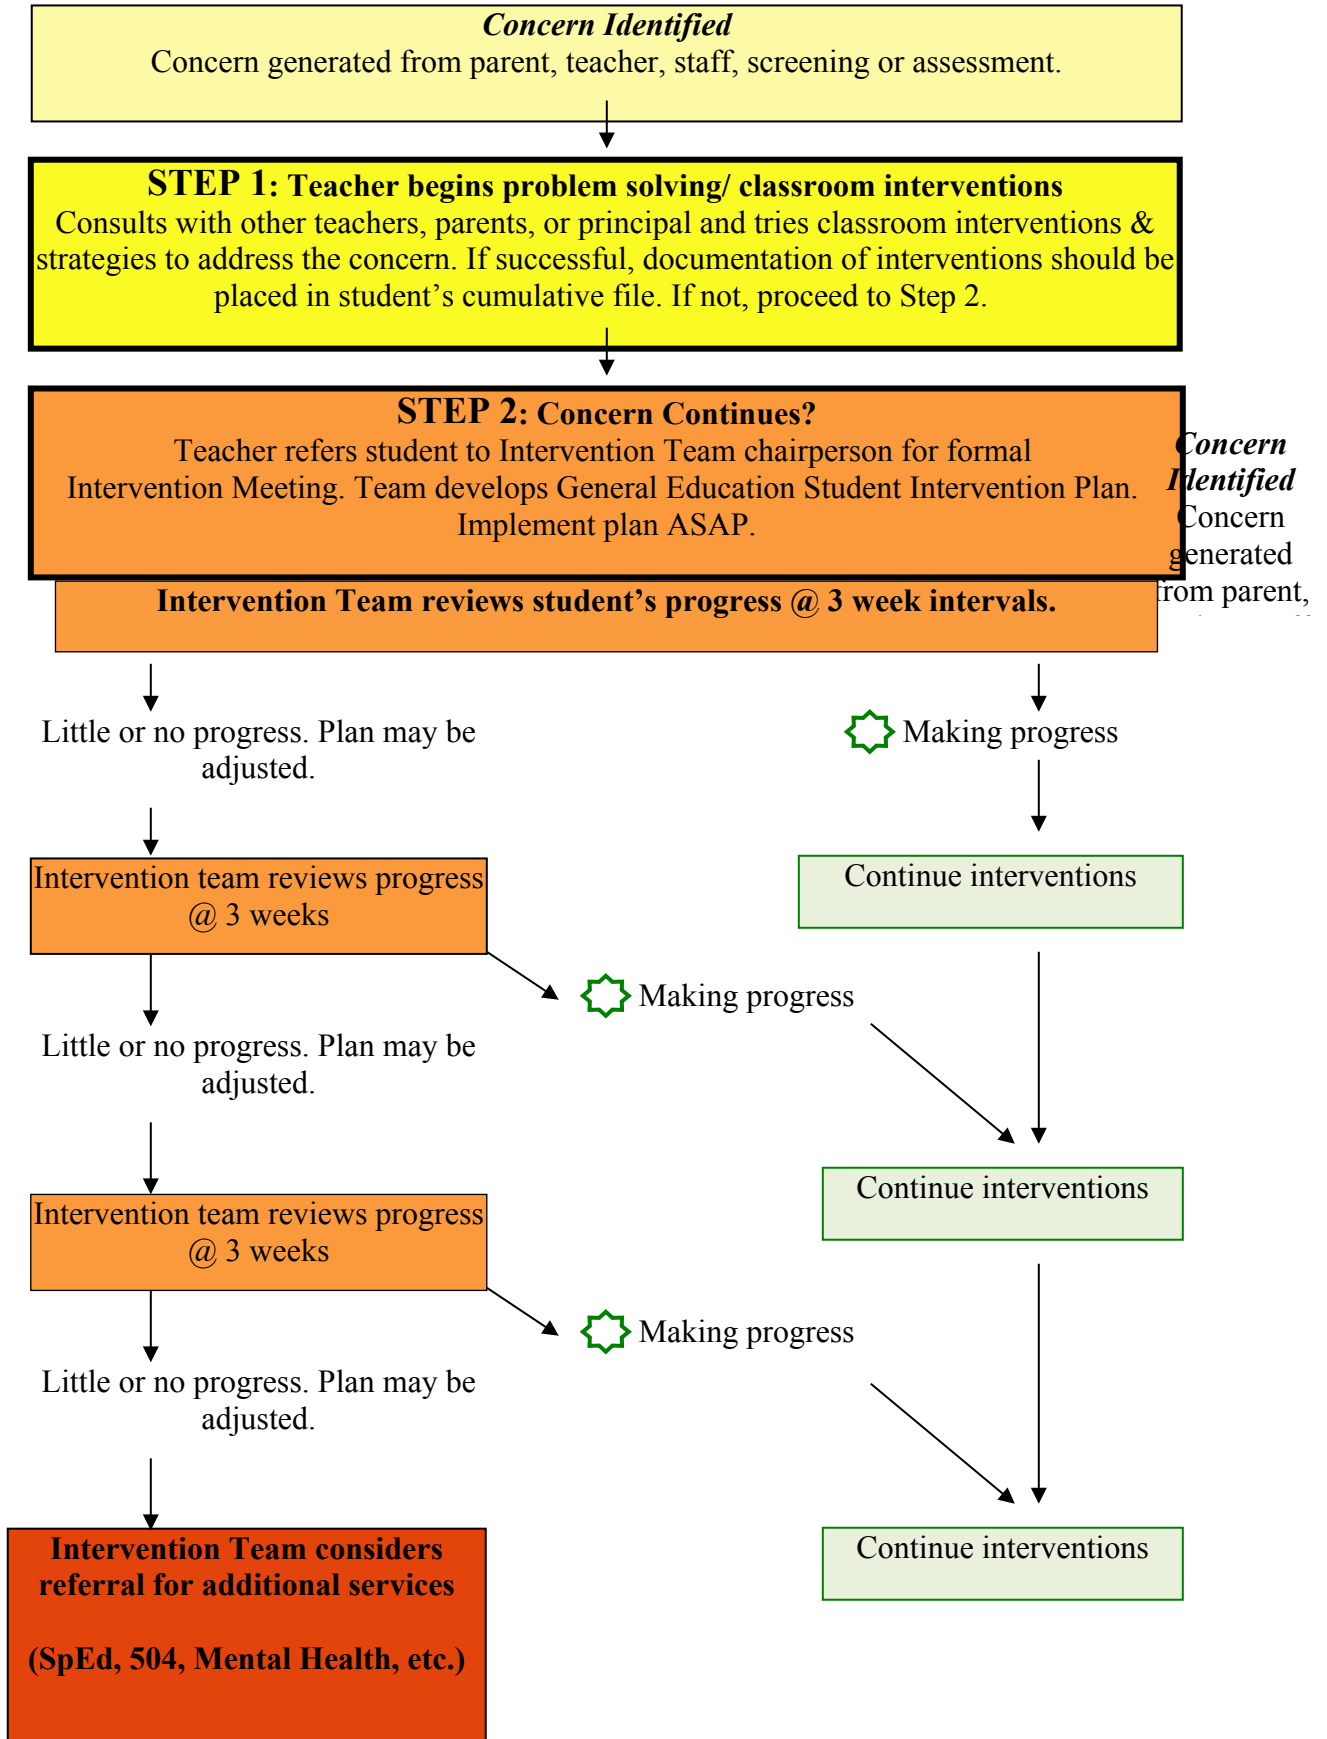 Concern Identified
Concern generated from parent, teacher, staff, screening or assessment.
STEP 1: Teacher begins problem solving/ classroom interventions
Consults with other teachers, parents, or principal and tries classroom interventions &
strategies to address the concern. If successful, documentation of interventions should be
placed in student’s cumulative file. If not, proceed to Step 2.
STEP 2: Concern Continues?
Teacher refers student to Intervention Team chairperson for formal
Intervention Meeting. Team develops General Education Student Intervention Plan.
Implement plan ASAP.
Concern
Identified
Concern
generated
from parent,
Intervention Team reviews student’s progress @ 3 week intervals.
Little or no progress. Plan may be
adjusted.
Making progress
Intervention team reviews progress
@ 3 weeks
Continue interventions
Making progress
Little or no progress. Plan may be
adjusted.
Intervention team reviews progress
@ 3 weeks
Continue interventions
Making progress
Little or no progress. Plan may be
adjusted.
Intervention Team considers
referral for additional services
(SpEd, 504, Mental Health, etc.)
Continue interventions